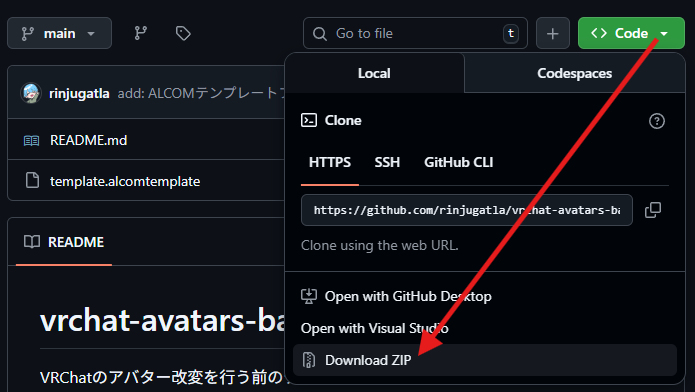 main
Go to file
t
Code
Local
Codespaces
rinjugatla add: ALCOMテンプレート
Clone
README.md
HTTPS
SSH
GitHub CLI
template.alcomtemplate
https://github.com/rinjugatla/vrchat-avatars-ba
README
Clone using the web URL.
Open with GitHub Desktop
vrchat-avatars-ba
Open with Visual Studio
VRChatのアバター改変を行う前の
Download ZIP